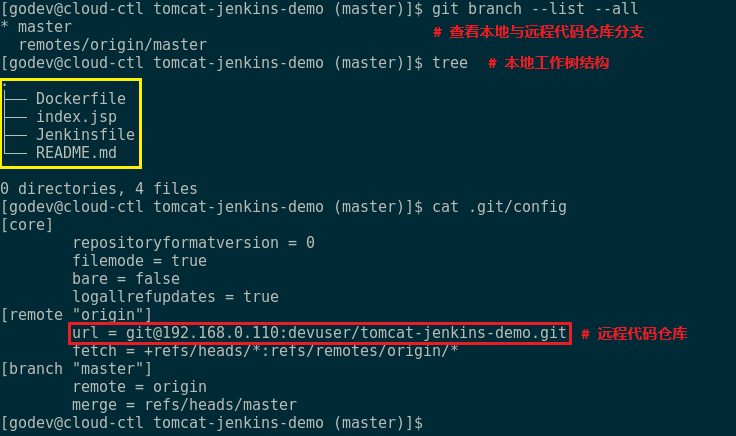 [godev@cloud-ctl tomcat-jenkins-demo (master)]$ git branch --list --all
* master # 查看本地与远程代码仓库分支
remotes/origin/master
[godev@cloud-ctl tomcat-jenkins-demo (master)]$ tree # 本地工作树结构
.
├── Dockerfile
├── index.jsp
├── Jenkinsfile
└── README.md
0 directories, 4 files
[godev@cloud-ctl tomcat-jenkins-demo (master)]$ cat .git/config
[core]
repositoryformatversion = 0
filemode = true
bare = false
logallrefupdates = true
[remote "origin"]
url = git@192.168.0.110:devuser/tomcat-jenkins-demo.git # 远程代码仓库
fetch = +refs/heads/*:refs/remotes/origin/*
[branch "master"]
remote = origin
merge = refs/heads/master
[godev@cloud-ctl tomcat-jenkins-demo (master)]$